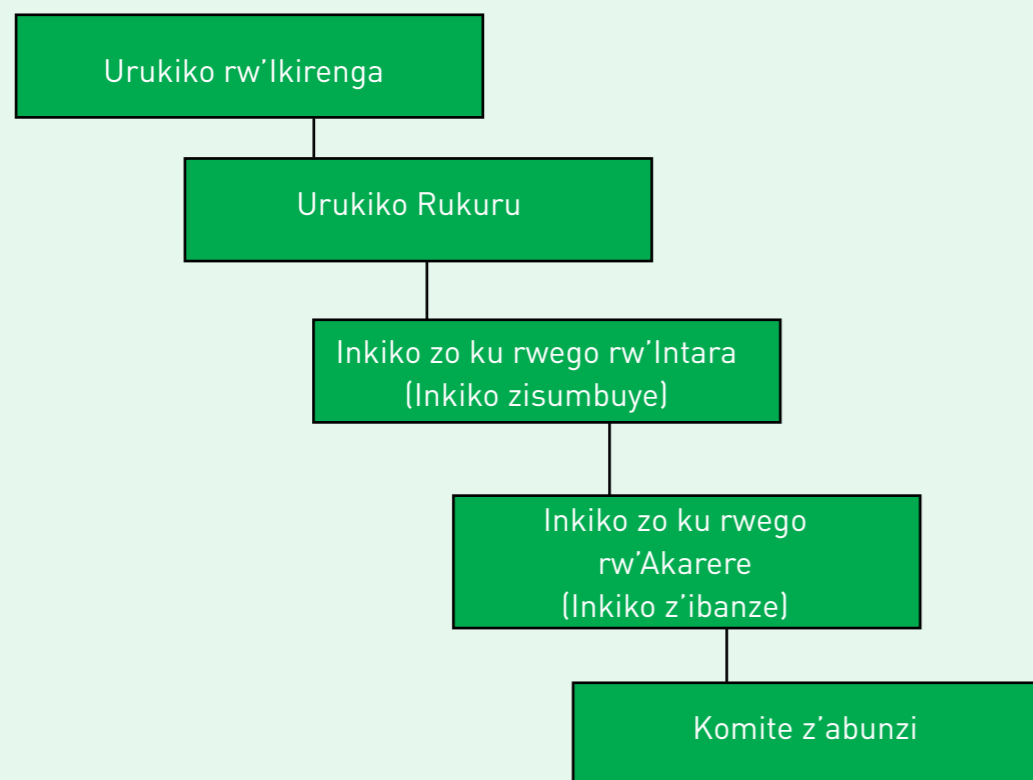 Urukiko rw’Ikirenga
Urukiko Rukuru
Inkiko zo ku rwego rw’Intara
(Inkiko zisumbuye)
Inkiko zo ku rwego
rw’Akarere
(Inkiko z’ibanze)
Komite z’abunzi